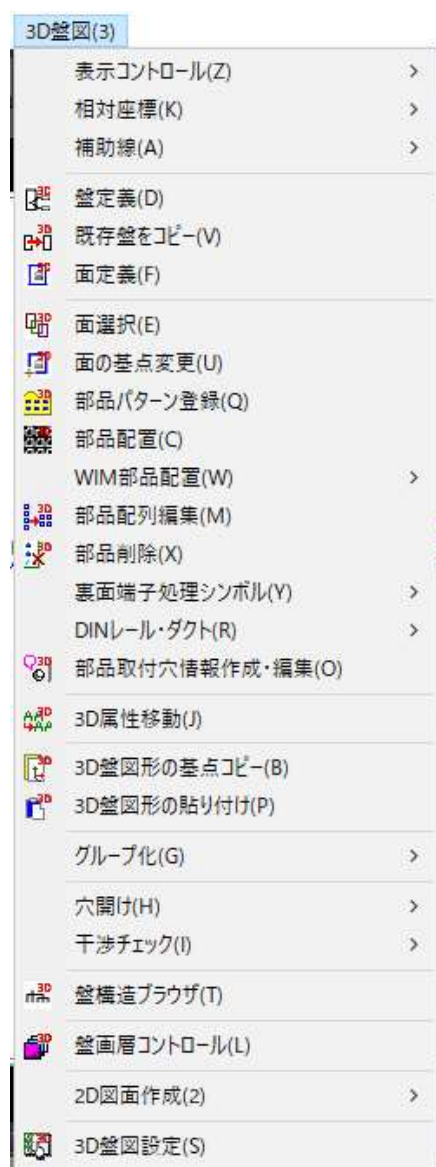 3D盤図(3)
表示コントロール(Z)
相対座標(K)
補助線(A)
盤定義(D)
既存盤をコピー(V)
面定義(F)
面選択(E)
面の基点変更(U)
部品パターン登録(Q)
部品配置(C)
WIM部品配置(W)
部品配列編集(M)
部品削除(X)
裏面端子処理シンボル(Y)
DINレール・ダクト(R)
部品取付穴情報作成・編集(O)
3D属性移動(J)
3D盤図形の基点コピー(B)
3D盤図形の貼り付け(P)
グループ化(G)
穴開け(H)
干渉チェック(I)
盤構造ブラウザ(T)
盤画層コントロール(L)
2D図面作成(2)
3D盤図設定(S)